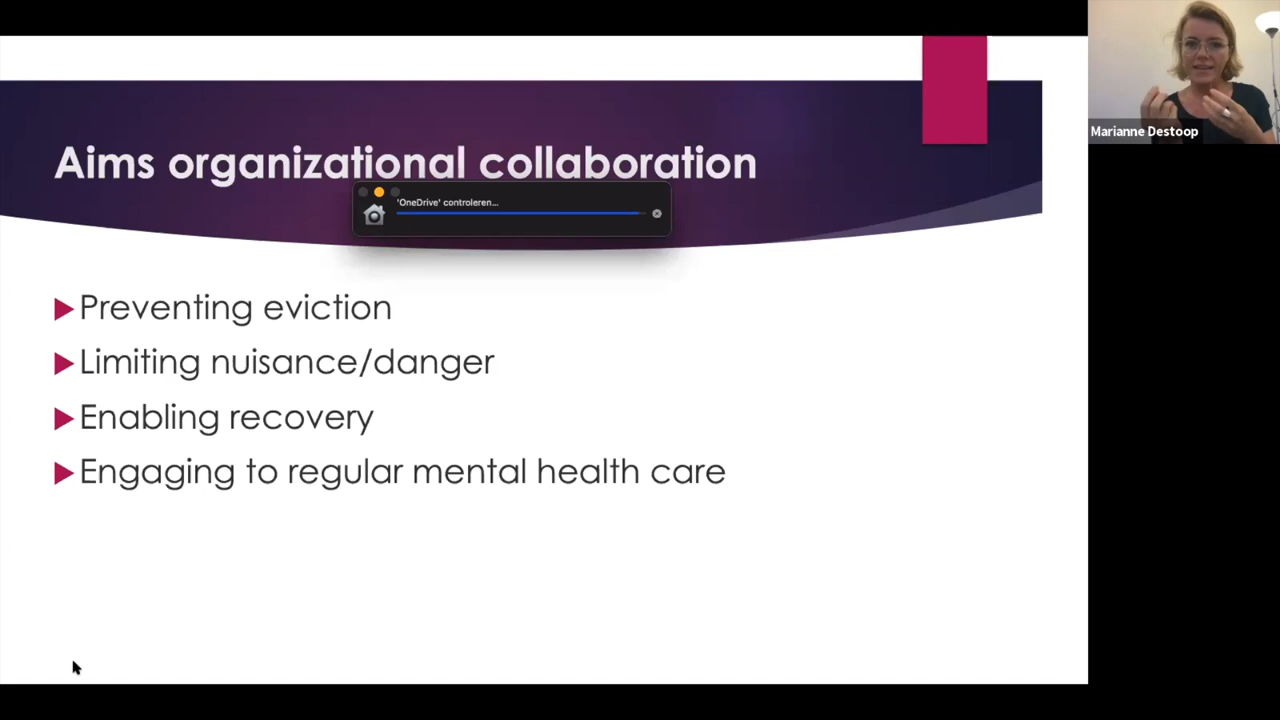 Aims organizational collaboration
'OneDrive' controleren...
Preventing eviction
Limiting nuisance/danger
Enabling recovery
Engaging to regular mental health care
Marianne Destoop